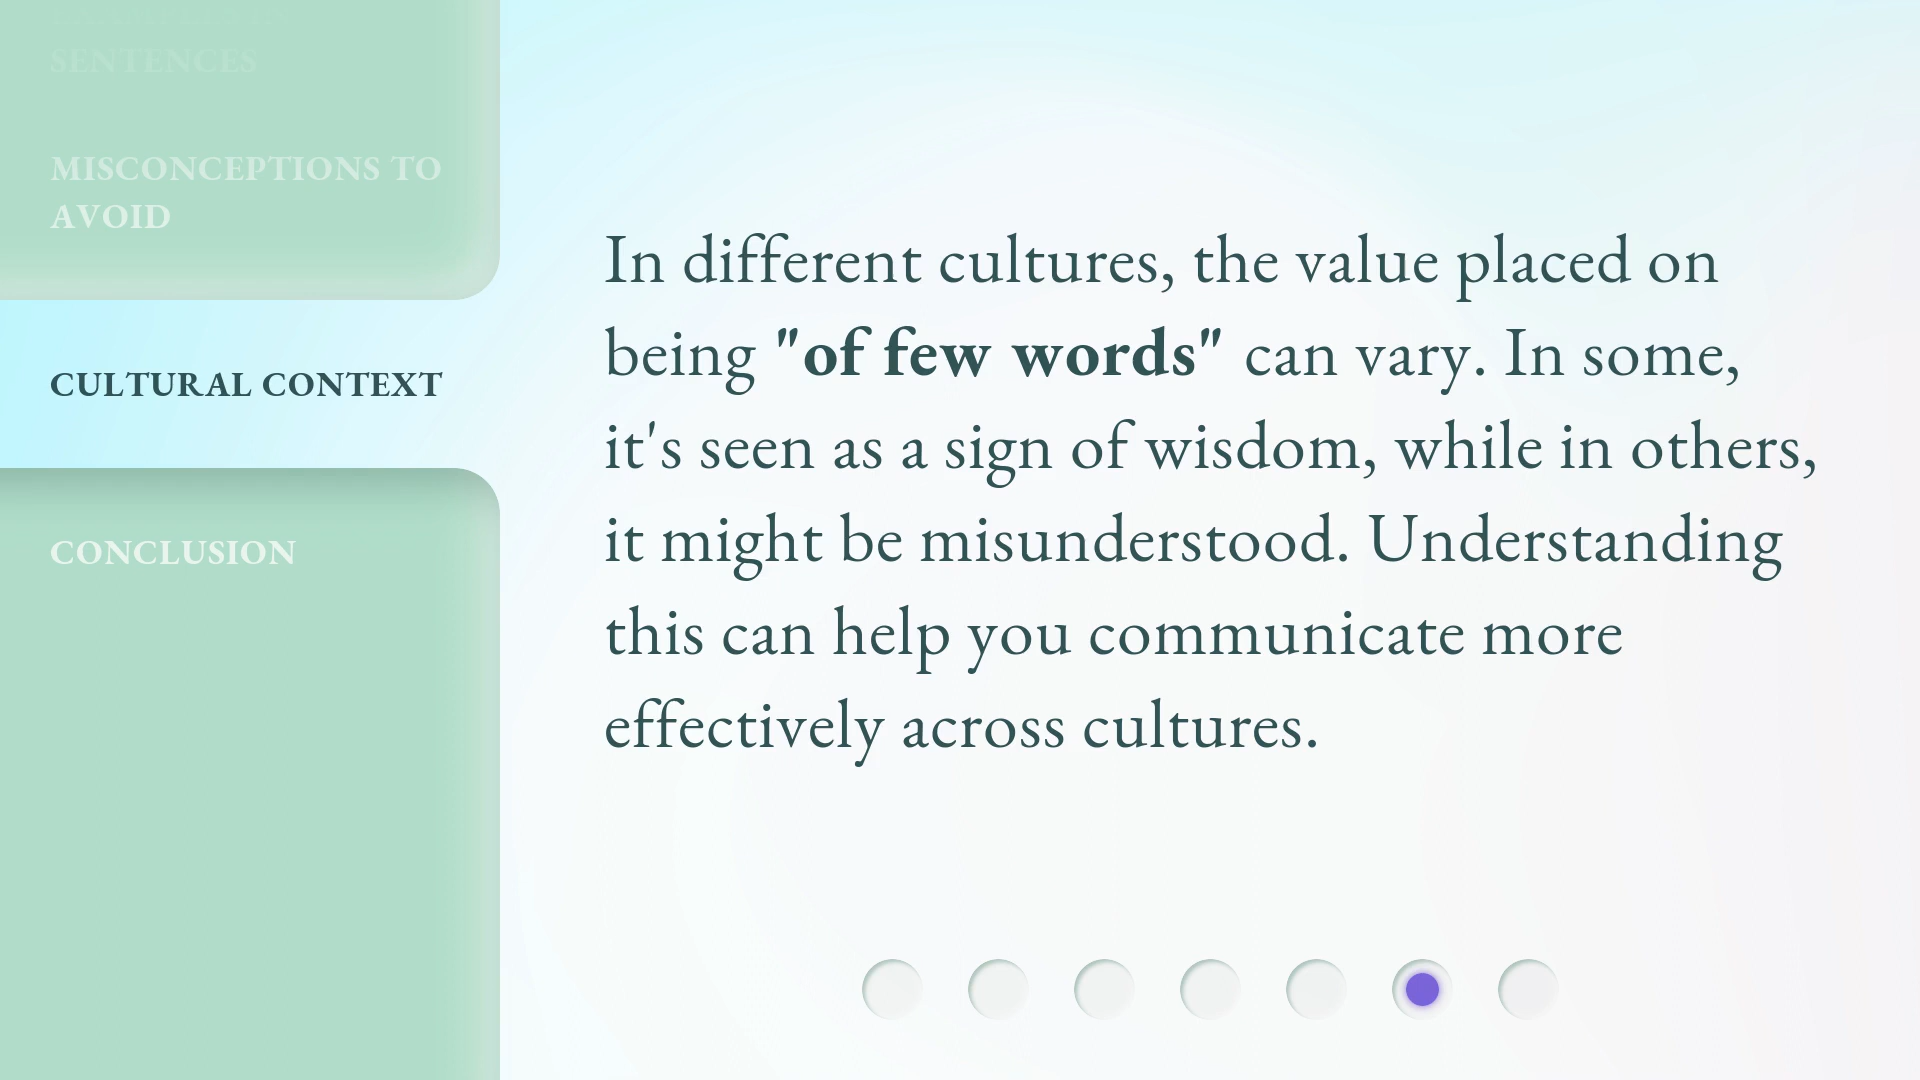 SENTENCES
MISCONCEPTIONS TO
AVOID
CULTURAL CONTEXT
CONCLUSION
In different cultures, the value placed on
being "of few words" can vary. In some,
it's seen as a sign of wisdom, while in others,
it might be misunderstood. Understanding
this can help you communicate more
effectively across cultures.